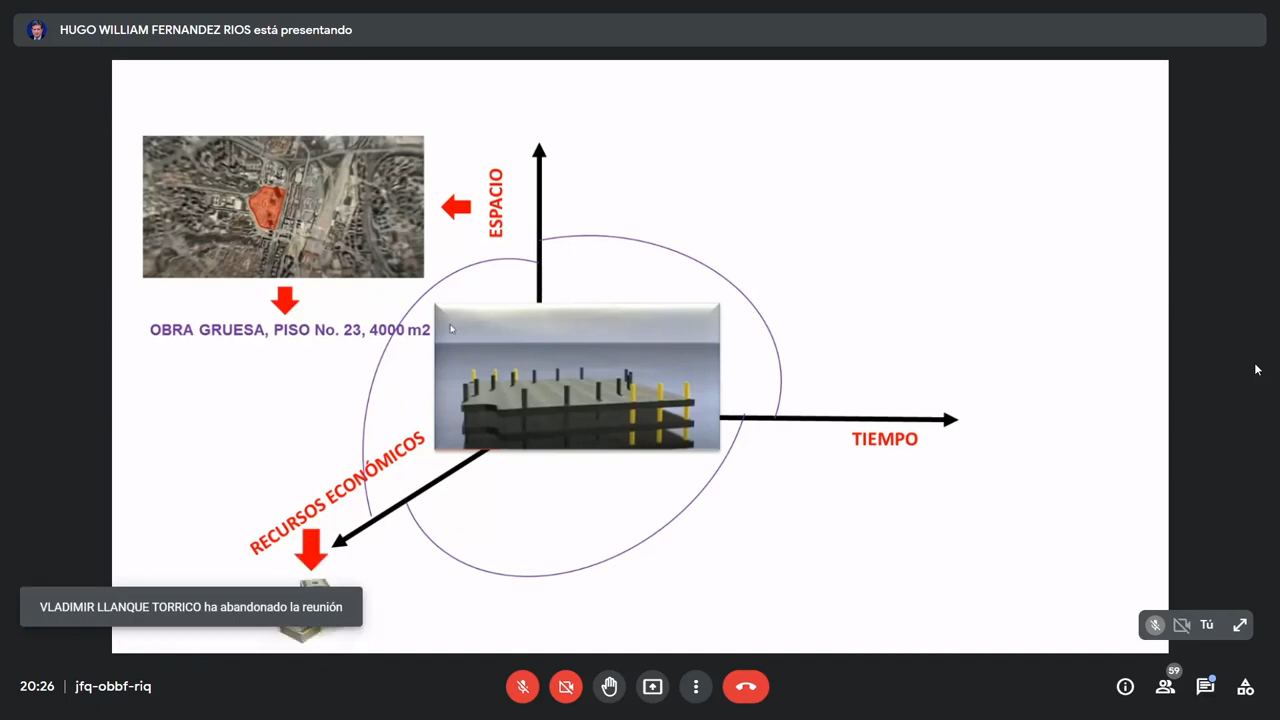 HUGO WILLIAM FERNANDEZ RIOS está presentando
ESPACIO
OBRA GRUESA, PISO No. 23, 4000 m2
TIEMPO
RECURSOS ECONÓMICOS
VLADIMIR LLANQUE TORRICO ha abandonado la reunión
Tú
20:26 | jfq-obbf-riq
59